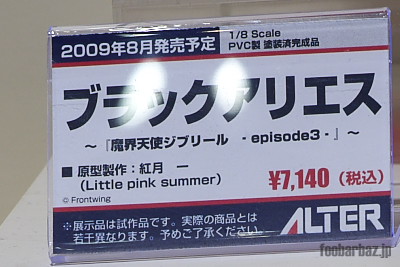 2009年8月発売予定
1/8 Scale
PVC製 塗装済完成品
ブラックアリエス
～『魔界天使ジブリール -episode3-』～
■ 原型製作：紅月 一
(Little pink summer)
¥7,140（税込）
© Frontwing
※展示品は試作品です。実際の商品とは
若干異なります。予めご了承ください。
ALTER
foobarbaz.jp